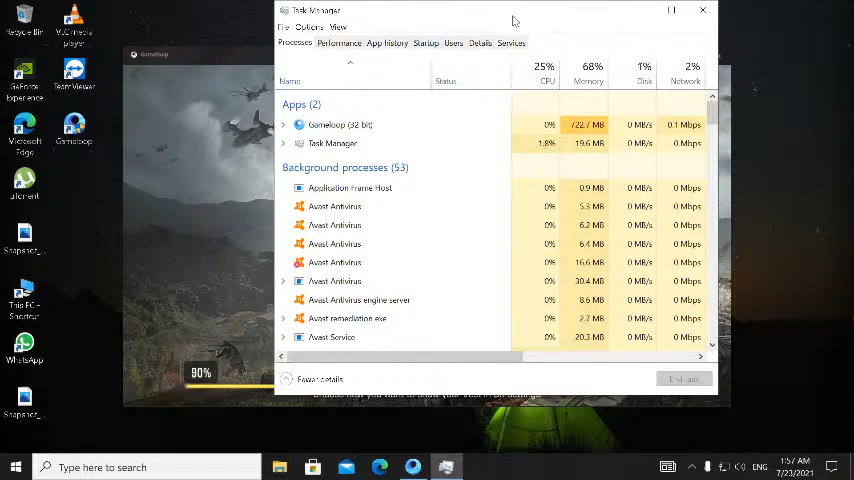 Recycle Bin
VLC media
player
GeForce
Experience
TeamViewer
Microsoft
Edge
Gameloop
uTorrent
Snapshot_...
This PC -
Shortcut
WhatsApp
Snapshot_...
Gameloop
90%
Task Manager
File Options View
Processes Performance App history Startup Users Details Services
25% 68% 1% 2%
Name Status CPU Memory Disk Network
Apps (2)
Gameloop (32 bit) 0% 722.7 MB 0 MB/s 0.1 Mbps
Task Manager 1.8% 19.6 MB 0 MB/s 0 Mbps
Background processes (53)
Application Frame Host 0% 0.9 MB 0 MB/s 0 Mbps
Avast Antivirus 0% 5.3 MB 0 MB/s 0 Mbps
Avast Antivirus 0% 6.2 MB 0 MB/s 0 Mbps
Avast Antivirus 0% 6.4 MB 0 MB/s 0 Mbps
Avast Antivirus 0% 16.6 MB 0 MB/s 0 Mbps
Avast Antivirus 0% 30.4 MB 0 MB/s 0 Mbps
Avast Antivirus engine server 0% 8.6 MB 0 MB/s 0 Mbps
Avast remediation exe 0% 2.7 MB 0 MB/s 0 Mbps
Avast Service 0% 20.3 MB 0 MB/s 0 Mbps
Fewer details
End task
Type here to search
ENG
1:57 AM
7/23/2021